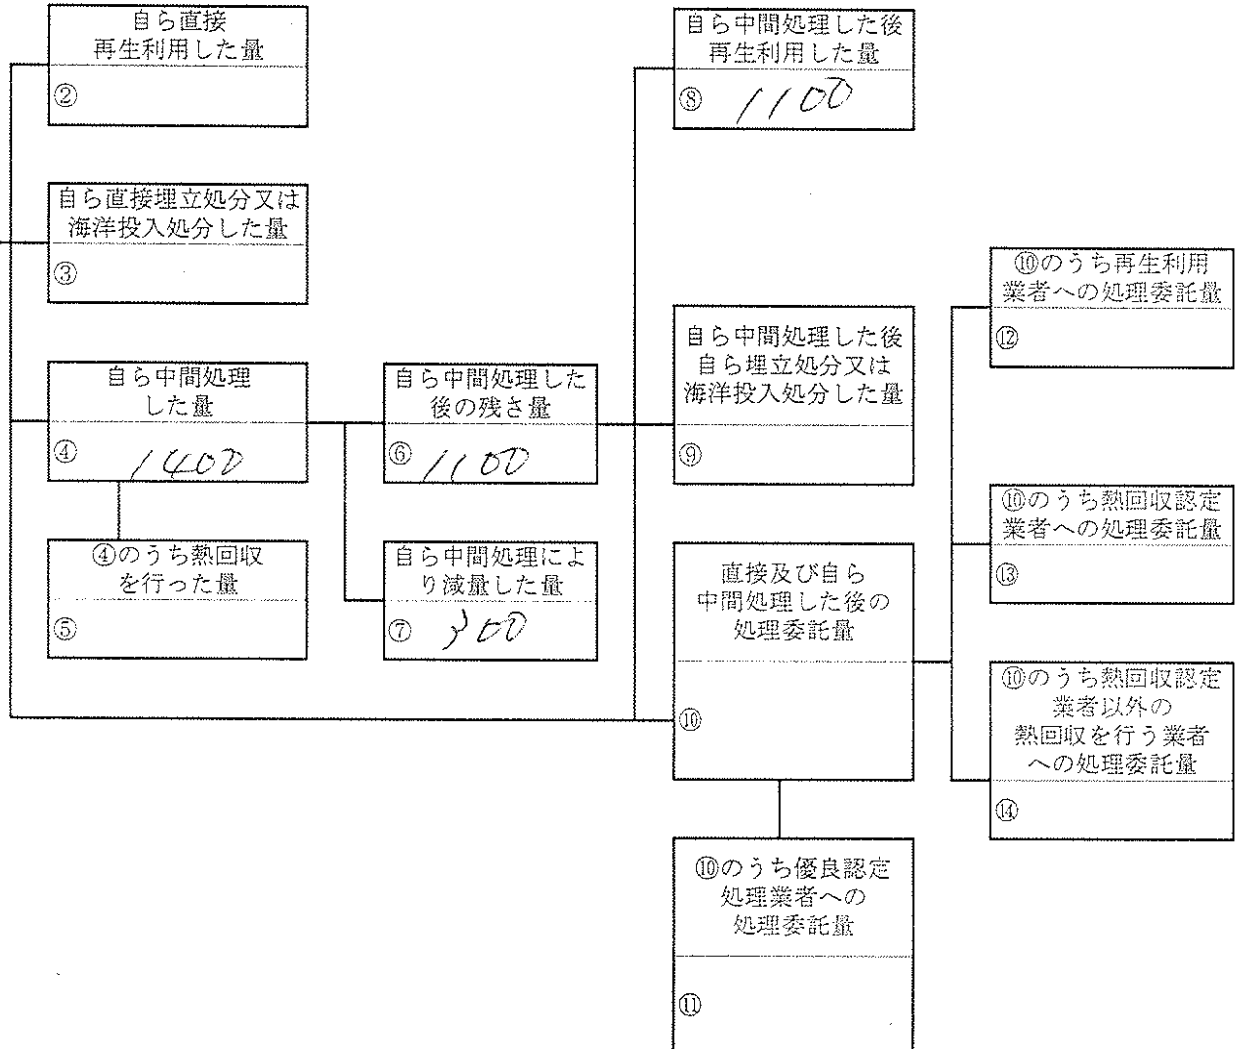 自ら直接
再生利用した量
②
自ら直接埋立処分又は
海洋投入処分した量
③
自ら中間処理
した量
④ 1400
④のうち熱回収
を行った量
⑤
自ら中間処理した
後の残さ量
⑥ 1100
自ら中間処理によ
り減量した量
⑦ 300
自ら中間処理した後
再生利用した量
⑧ 1100
自ら中間処理した後
自ら埋立処分又は
海洋投入処分した量
⑨
直接及び自ら
中間処理した後の
処理委託量
⑩
⑩のうち優良認定
処理業者への
処理委託量
⑪
⑩のうち再生利用
業者への処理委託量
⑫
⑩のうち熱回収認定
業者への処理委託量
⑬
⑩のうち熱回収認定
業者以外の
熱回収を行う業者
への処理委託量
⑭